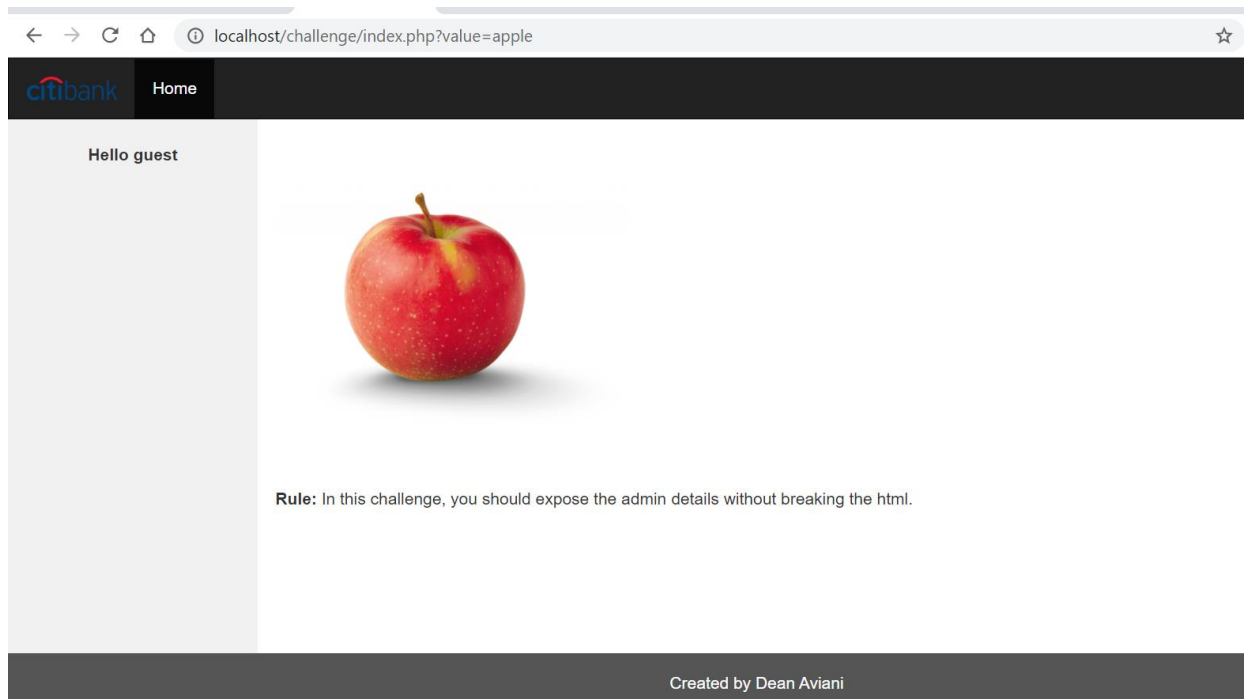 localhost/challenge/index.php?value=apple
citibank Home
Hello guest
Rule: In this challenge, you should expose the admin details without breaking the html.
Created by Dean Aviani